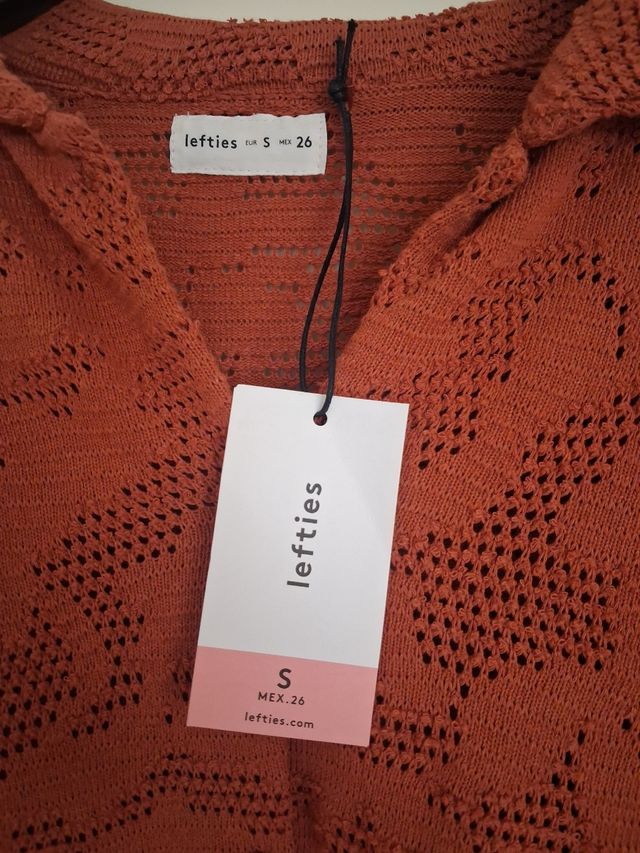 lefties EUR S MEX 26
lefties
S
MEX.26
lefties.com